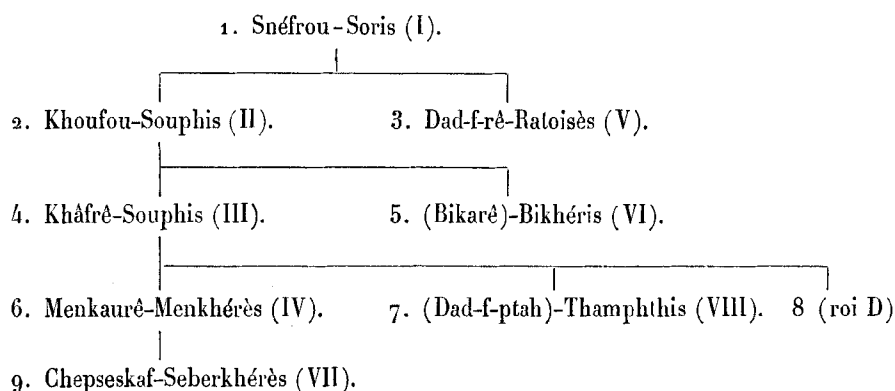 1. Snéfrou-Soris (I).
2. Khoufou-Souphis (II). 3. Dad-f-rê-Ratoisès (V).
4. Khâfrê-Souphis (III). 5. (Bikarê)-Bikhéris (VI).
6. Menkaurê-Menkhérès (IV). 7. (Dad-f-ptah)-Thamphthis (VIII). 8 (roi D)
9. Chepseskaf-Seberkhérès (VII).